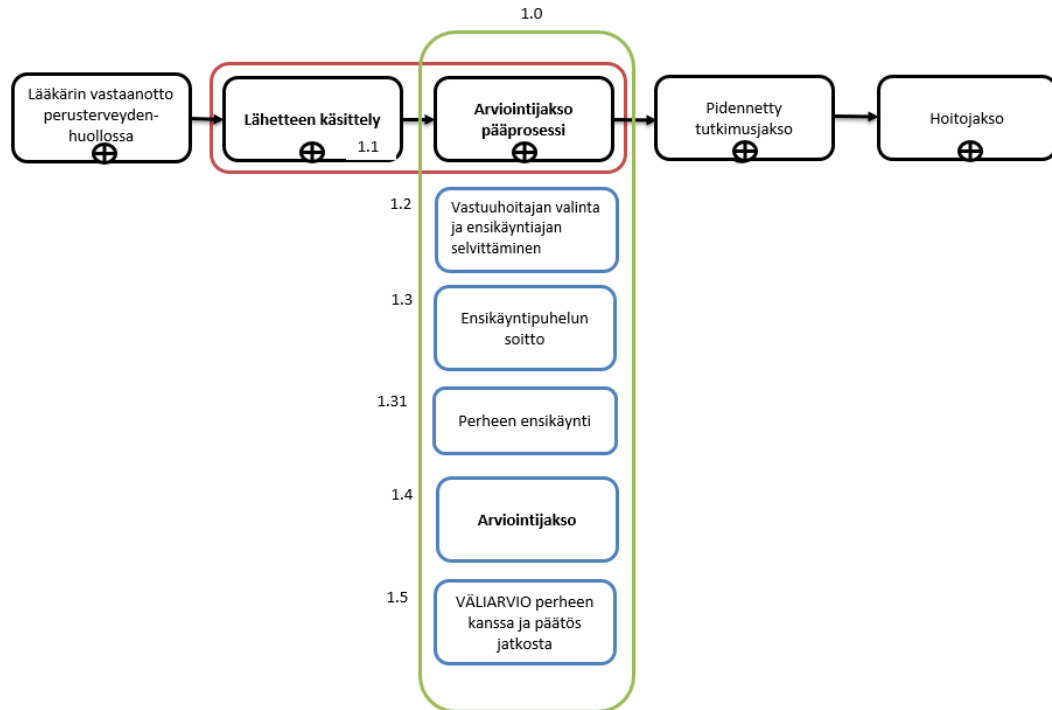 1.0
Lääkärin vastaanotto
perusterveyden-
huollossa
Lähetteen käsittely
1.1
Arviointijakso
pääprosessi
Pidennetty
tutkimusjakso
Hoitojakso
1.2
Vastuuhoitajan valinta
ja ensikäyntiajan
selvittäminen
1.3
Ensikäyntipuhelun
soitto
1.31
Perheen ensikäynti
1.4
Arviointijakso
1.5
VÄLIARVIO perheen
kanssa ja päätös
jatkosta